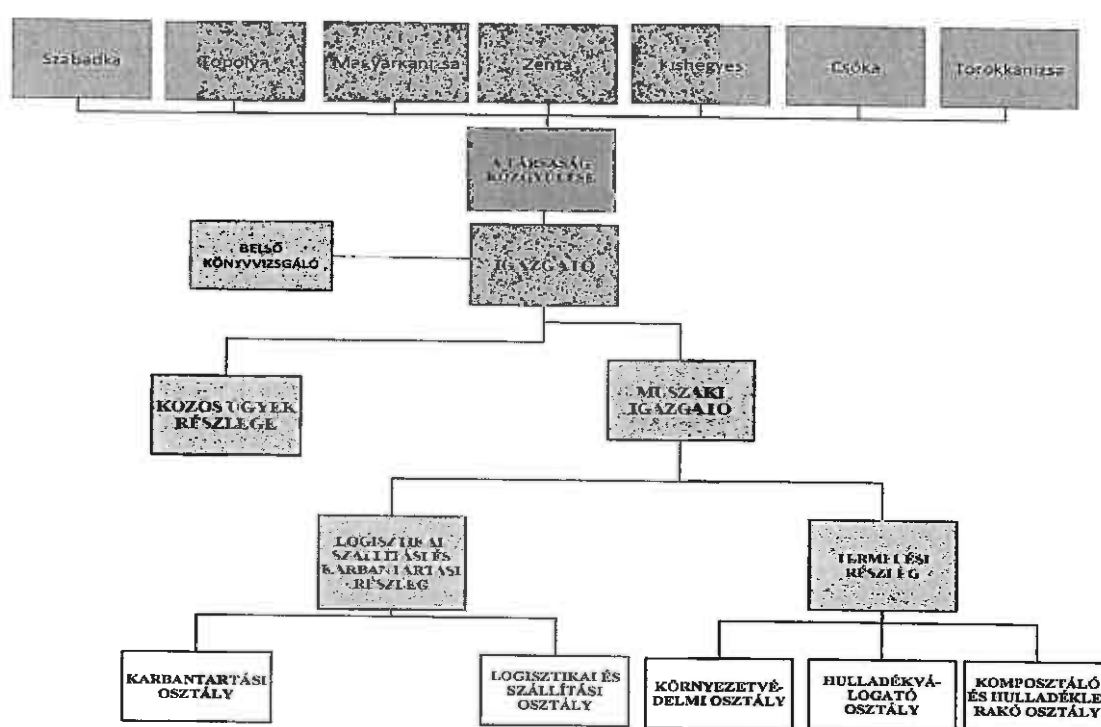 Szabadka
Topolya
Magyarkanizsa
Zenta
Kishegyes
Csóka
Törökkanizsa
A TÁRSASÁG
KÖZGYŰLÉSE
BELSŐ
KÖNYVVIZSGÁLÓ
IGAZGATÓ
KÖZÖS ÜGYEK
RÉSZLEGE
MŰSZAKI
IGAZGATÓ
LOGISZTIKAI
SZÁLLÍTÁSI ÉS
KARBANTARTÁSI
RÉSZLEG
TERMELÉSI
RÉSZLEG
KARBANTARTÁSI
OSZTÁLY
LOGISZTIKAI ÉS
SZÁLLÍTÁSI
OSZTÁLY
KÖRNYEZETVÉ-
DELMI OSZTÁLY
HULLADÉKVÁ-
LOGATÓ
OSZTÁLY
KOMPOSZTÁLÓ
ÉS HULLADÉKLE-
RAKÓ OSZTÁLY